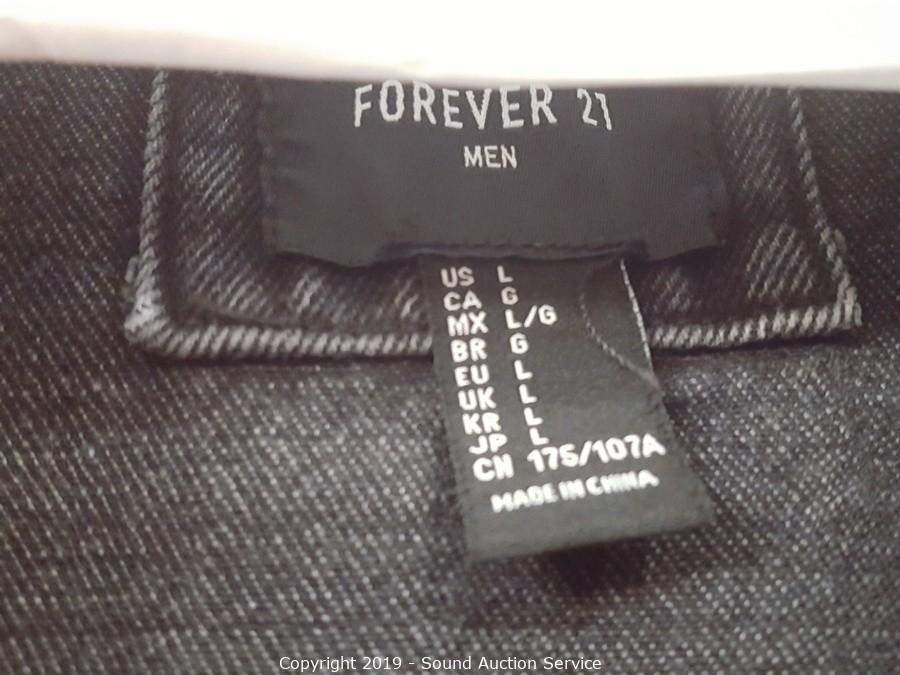 FOREVER 21
MEN
US L
CA G
MX L/G
BR G
EU L
UK L
KR L
JP L
CN 175/107A
MADE IN CHINA
Copyright 2019 - Sound Auction Service